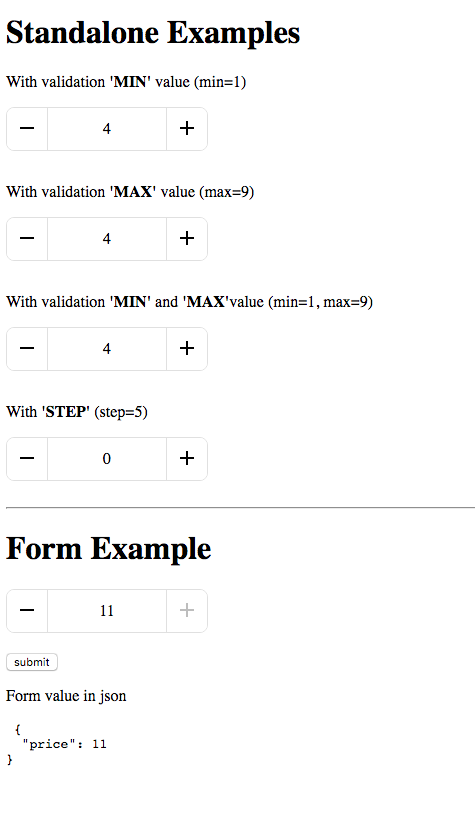 Standalone Examples
With validation 'MIN' value (min=1)
− 4 +
With validation 'MAX' value (max=9)
− 4 +
With validation 'MIN' and 'MAX'value (min=1, max=9)
− 4 +
With 'STEP' (step=5)
− 0 +
Form Example
− 11 +
submit
Form value in json
{
"price": 11
}